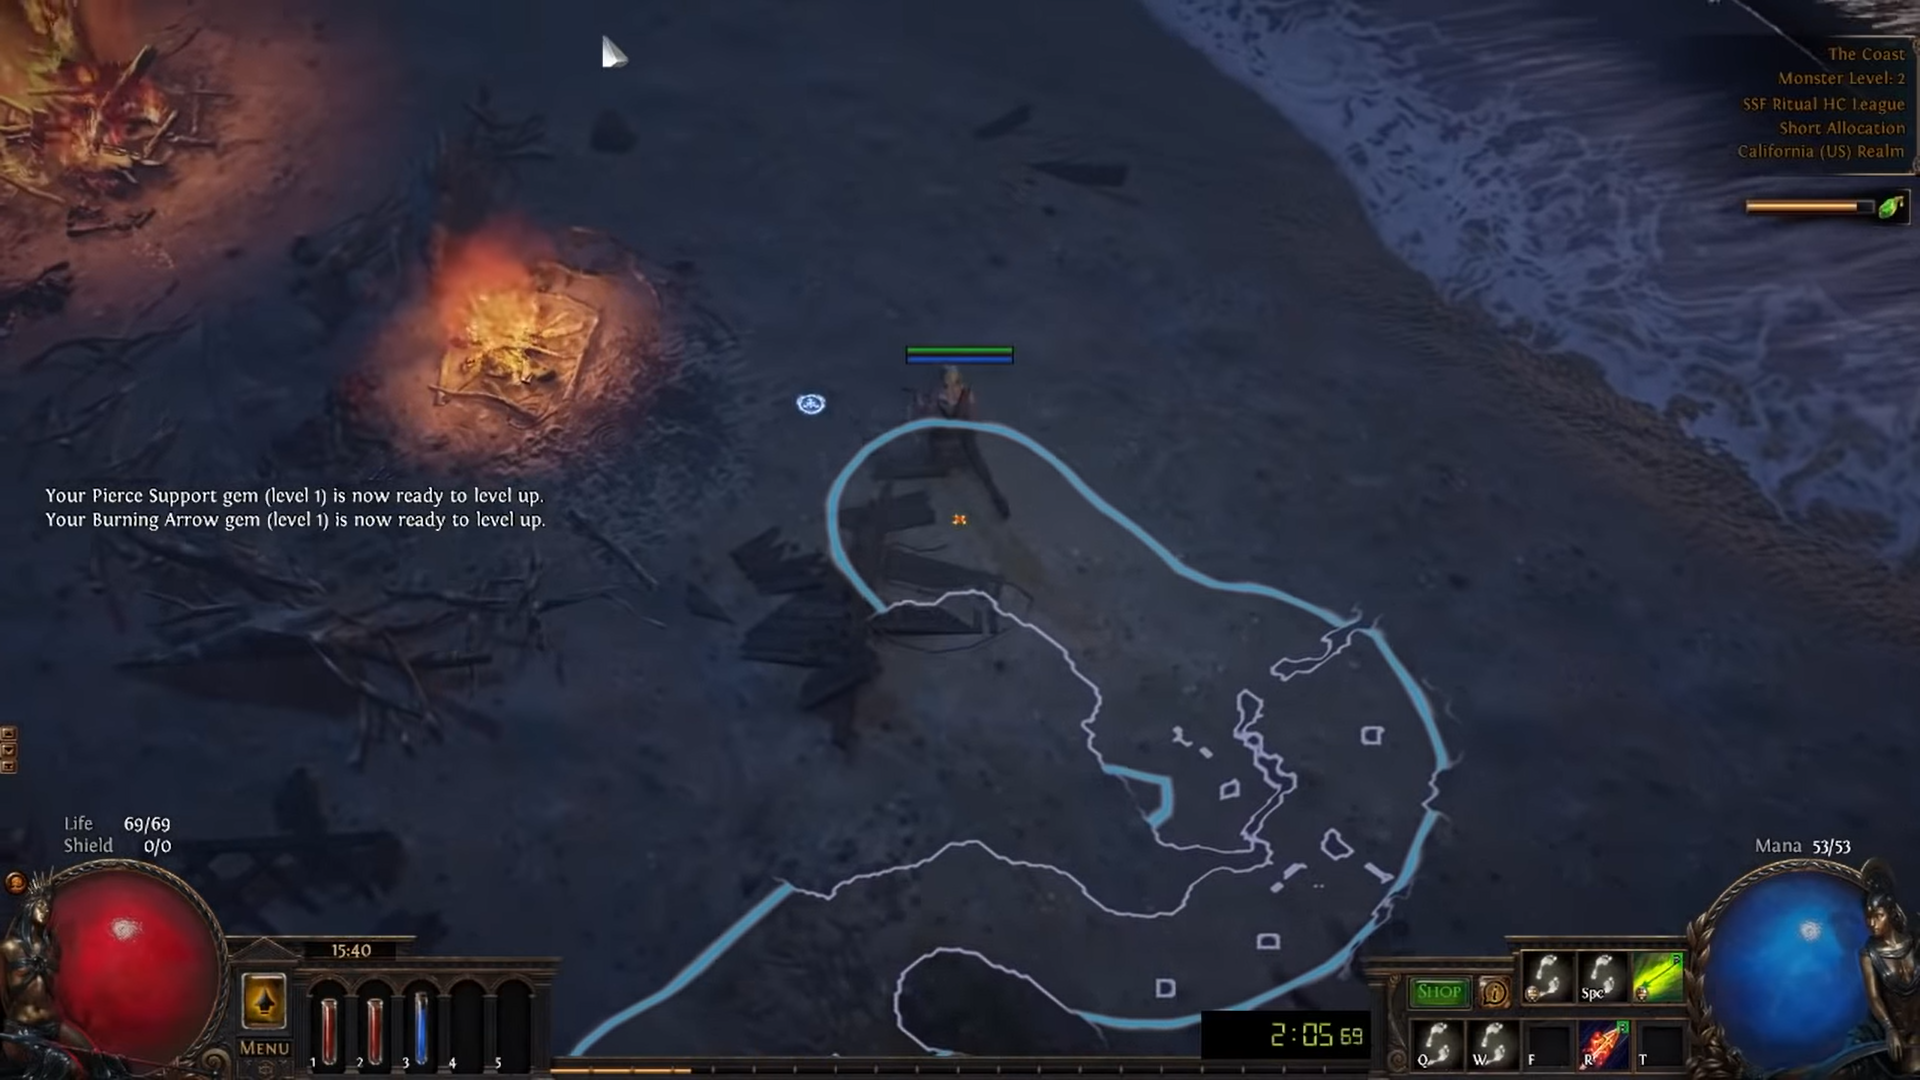 The Coast
Monster Level: 2
SSF Ritual HC League
Short Allocation
California (US) Realm
Your Pierce Support gem (level 1) is now ready to level up.
Your Burning Arrow gem (level 1) is now ready to level up.
Life 69/69
Shield 0/0
Mana 53/53
15:40
MENU
1 2 3 4 5
2:05 69
SHOP
Spc
Q W F R T